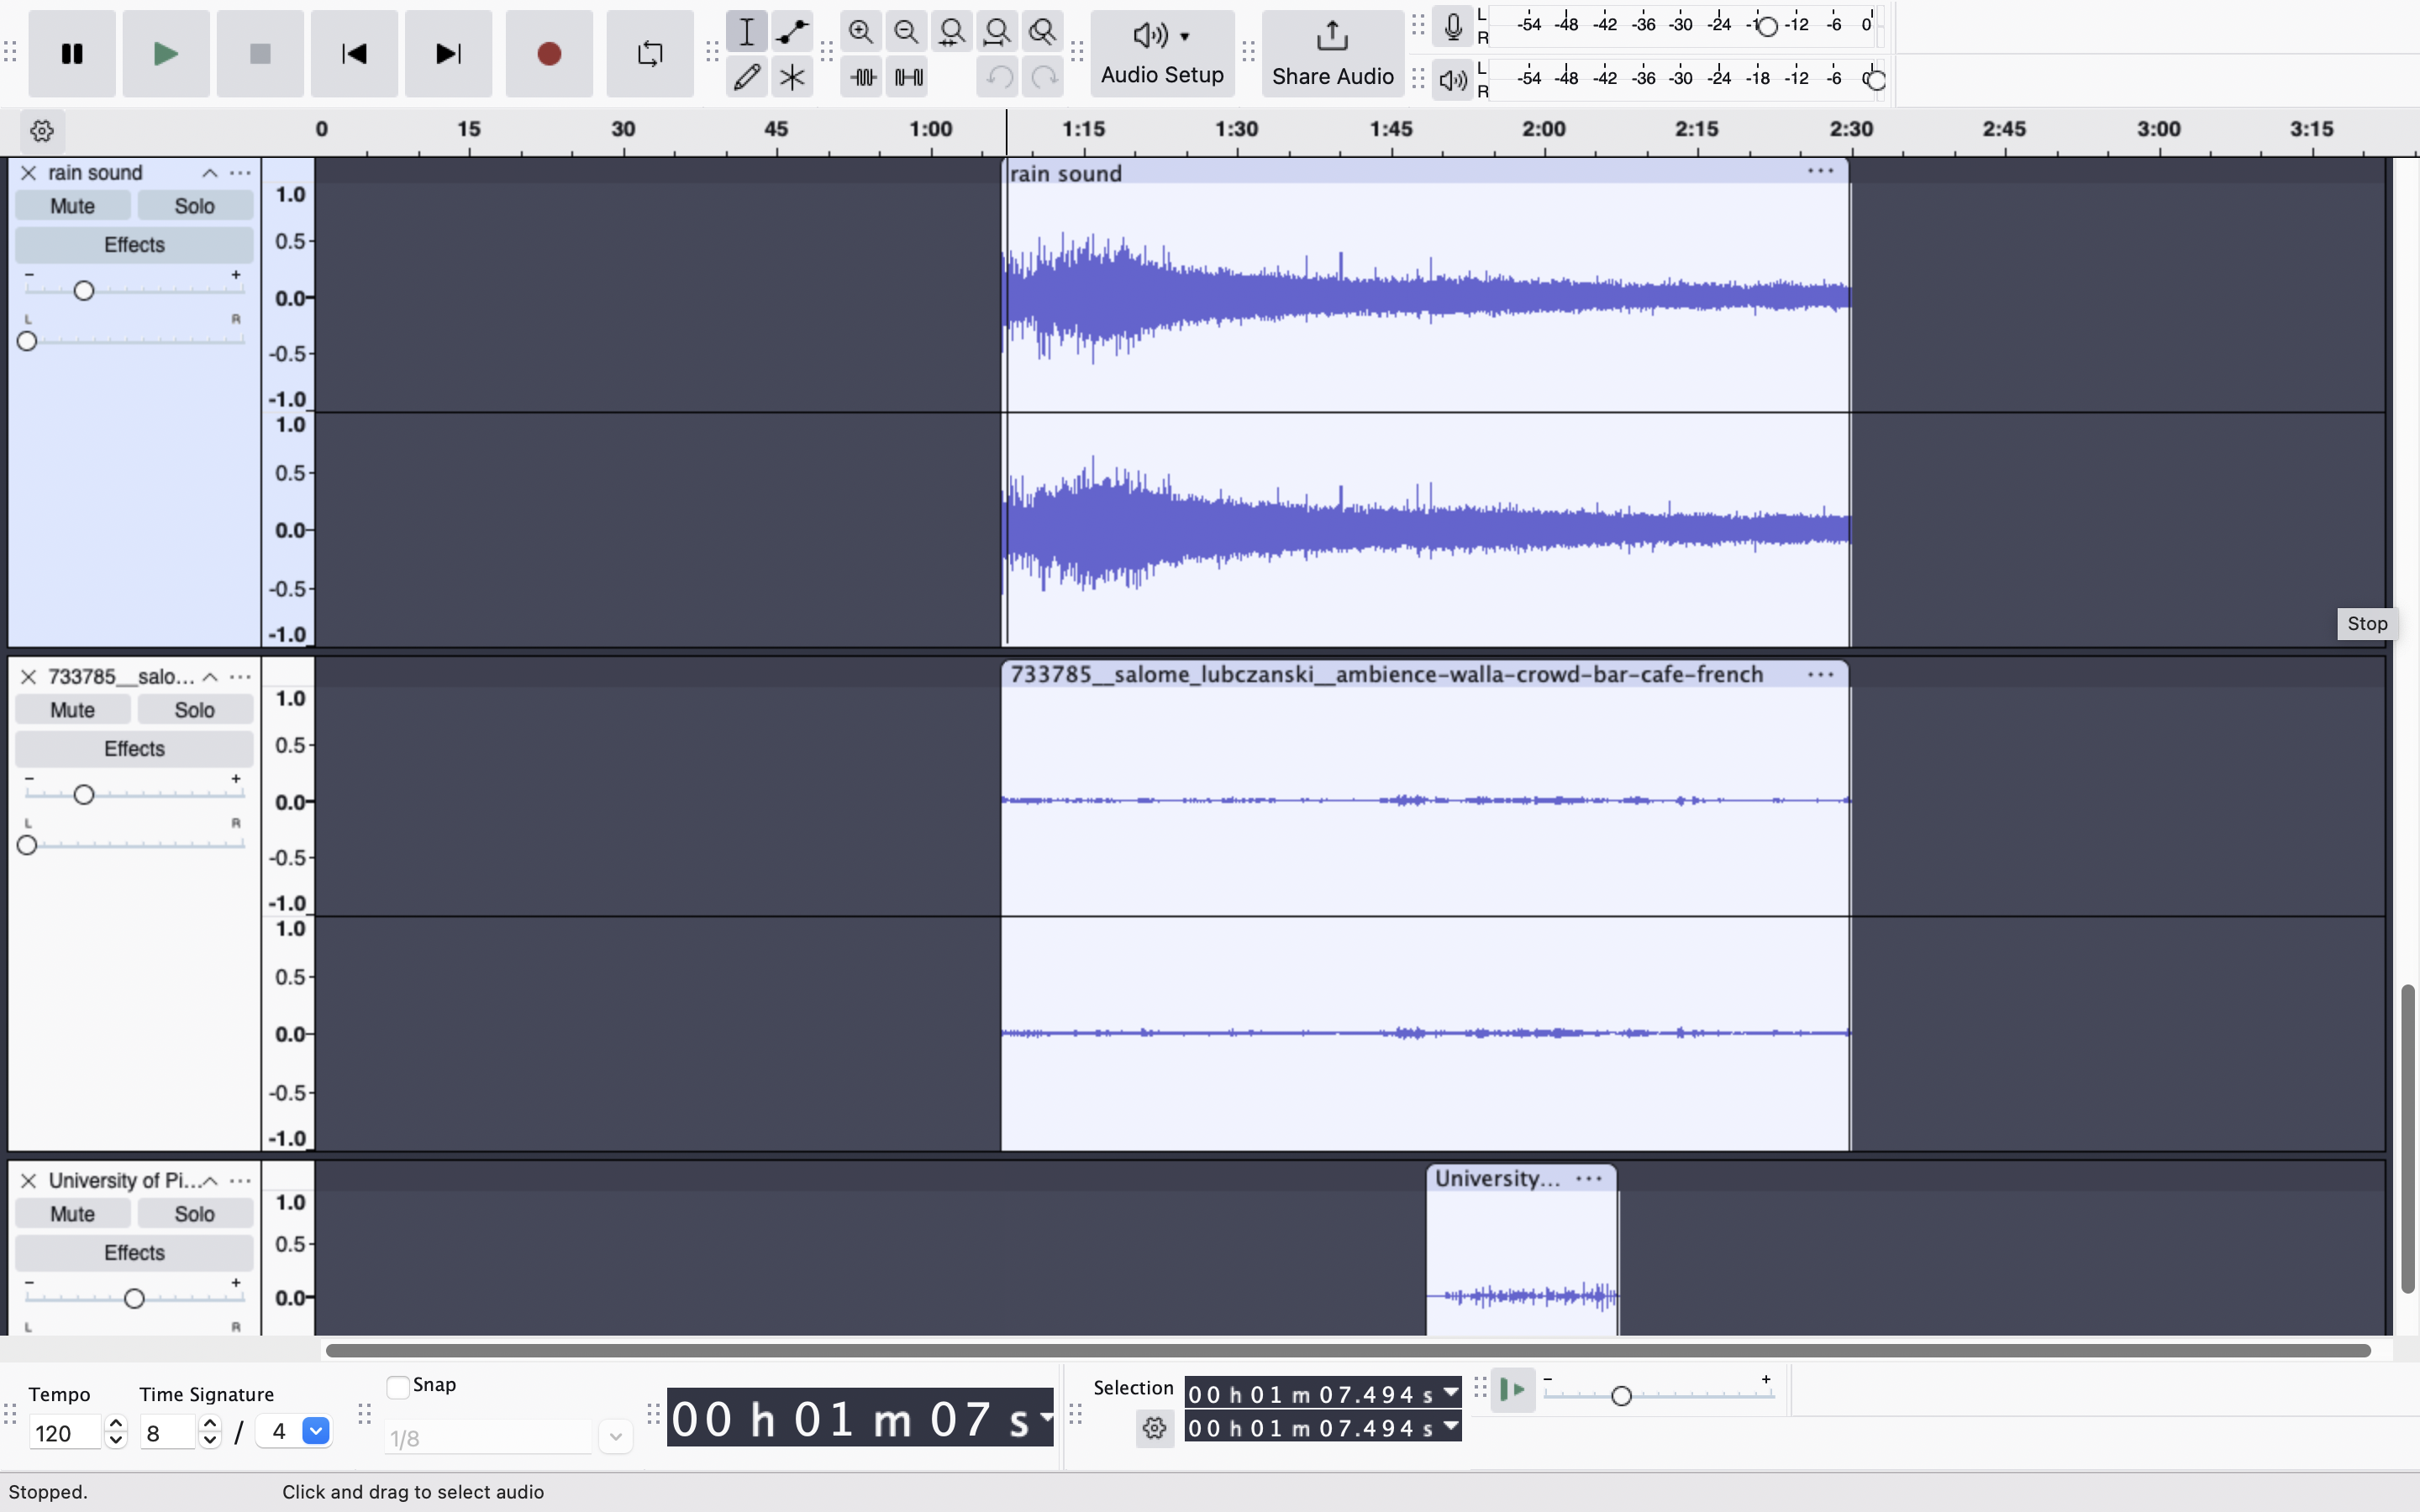 L
R
-54 -48 -42 -36 -30 -24 -12 -6 0
Audio Setup
Share Audio
L
R
-54 -48 -42 -36 -30 -24 -18 -12 -6
0 15 30 45 1:00 1:15 1:30 1:45 2:00 2:15 2:30 2:45 3:00 3:15
rain sound
Mute Solo
Effects
- +
L R
1.0
0.5
0.0
-0.5
-1.0
1.0
0.5
0.0
-0.5
-1.0
rain sound
Stop
733785__salo...
Mute Solo
Effects
- +
L R
1.0
0.5
0.0
-0.5
-1.0
1.0
0.5
0.0
-0.5
-1.0
733785__salome_lubczanski__ambience-walla-crowd-bar-cafe-french
University of Pi...
Mute Solo
Effects
- +
L R
1.0
0.5
0.0
University...
Tempo
120
Time Signature
8 / 4
Snap
1/8
00 h 01 m 07 s
Selection
00 h 01 m 07.494 s
00 h 01 m 07.494 s
- +
Stopped.
Click and drag to select audio